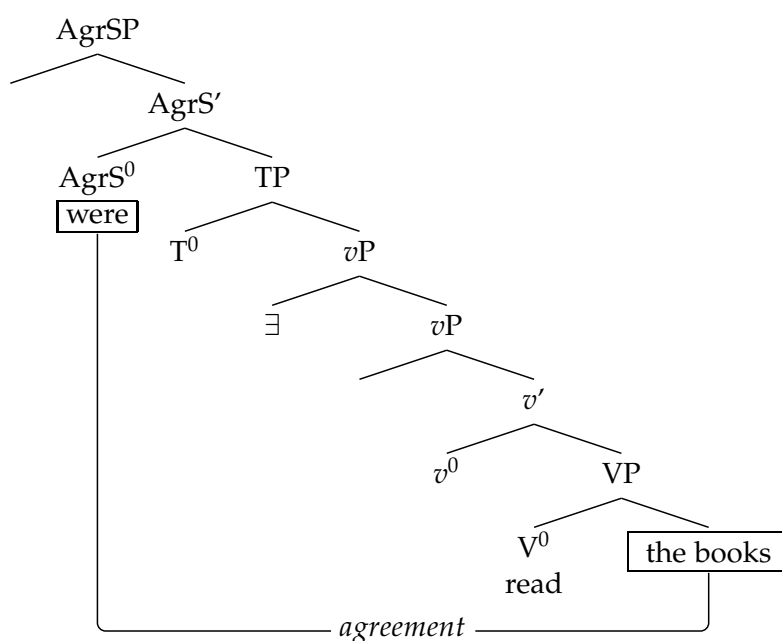 AgrSP
AgrS'
AgrS⁰ TP
were
T⁰ vP
∃ vP
v'
v⁰ VP
V⁰ the books
read
agreement